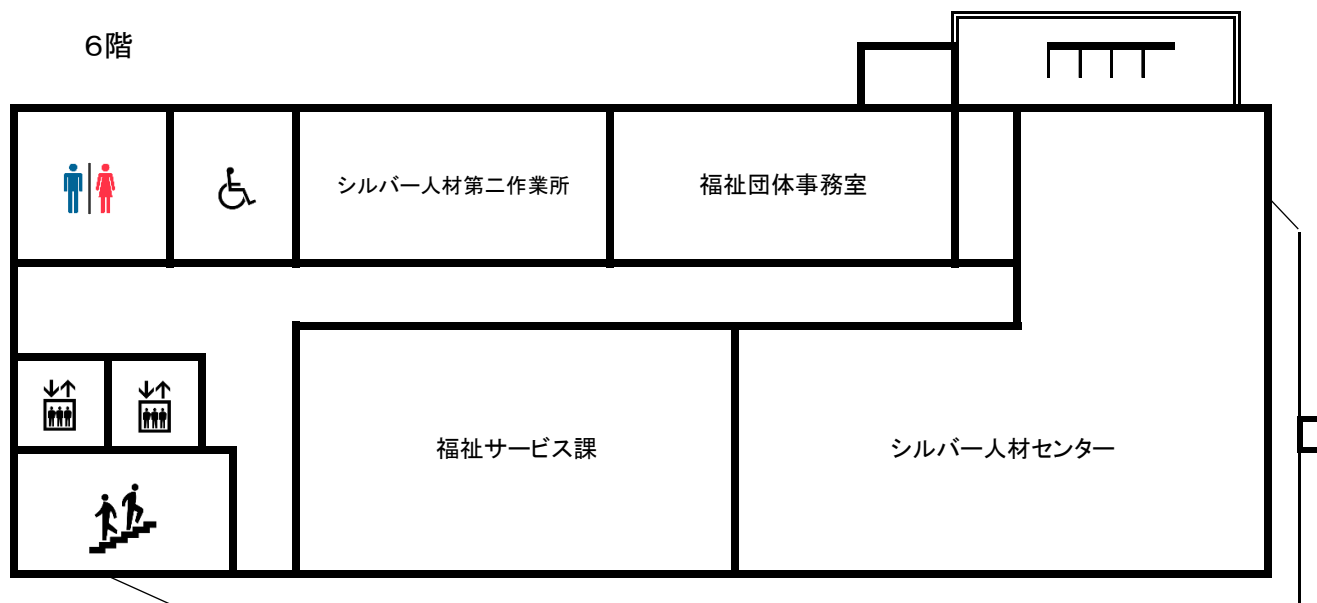 ６階
シルバー人材第二作業所
福祉団体事務室
福祉サービス課
シルバー人材センター